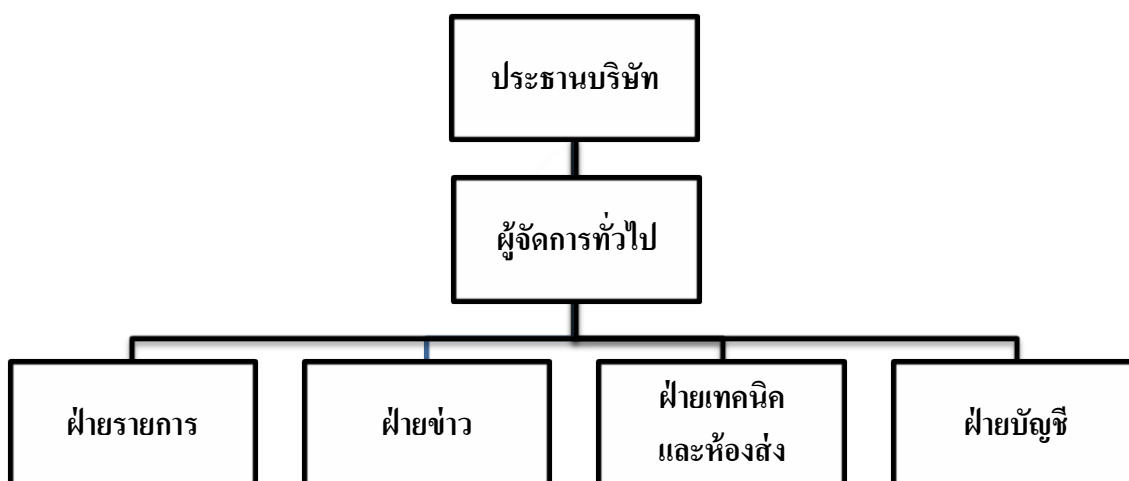 ประธานบริษัท
ผู้จัดการทั่วไป
ฝ่ายรายการ
ฝ่ายข่าว
ฝ่ายเทคนิค
และห้องส่ง
ฝ่ายบัญชี